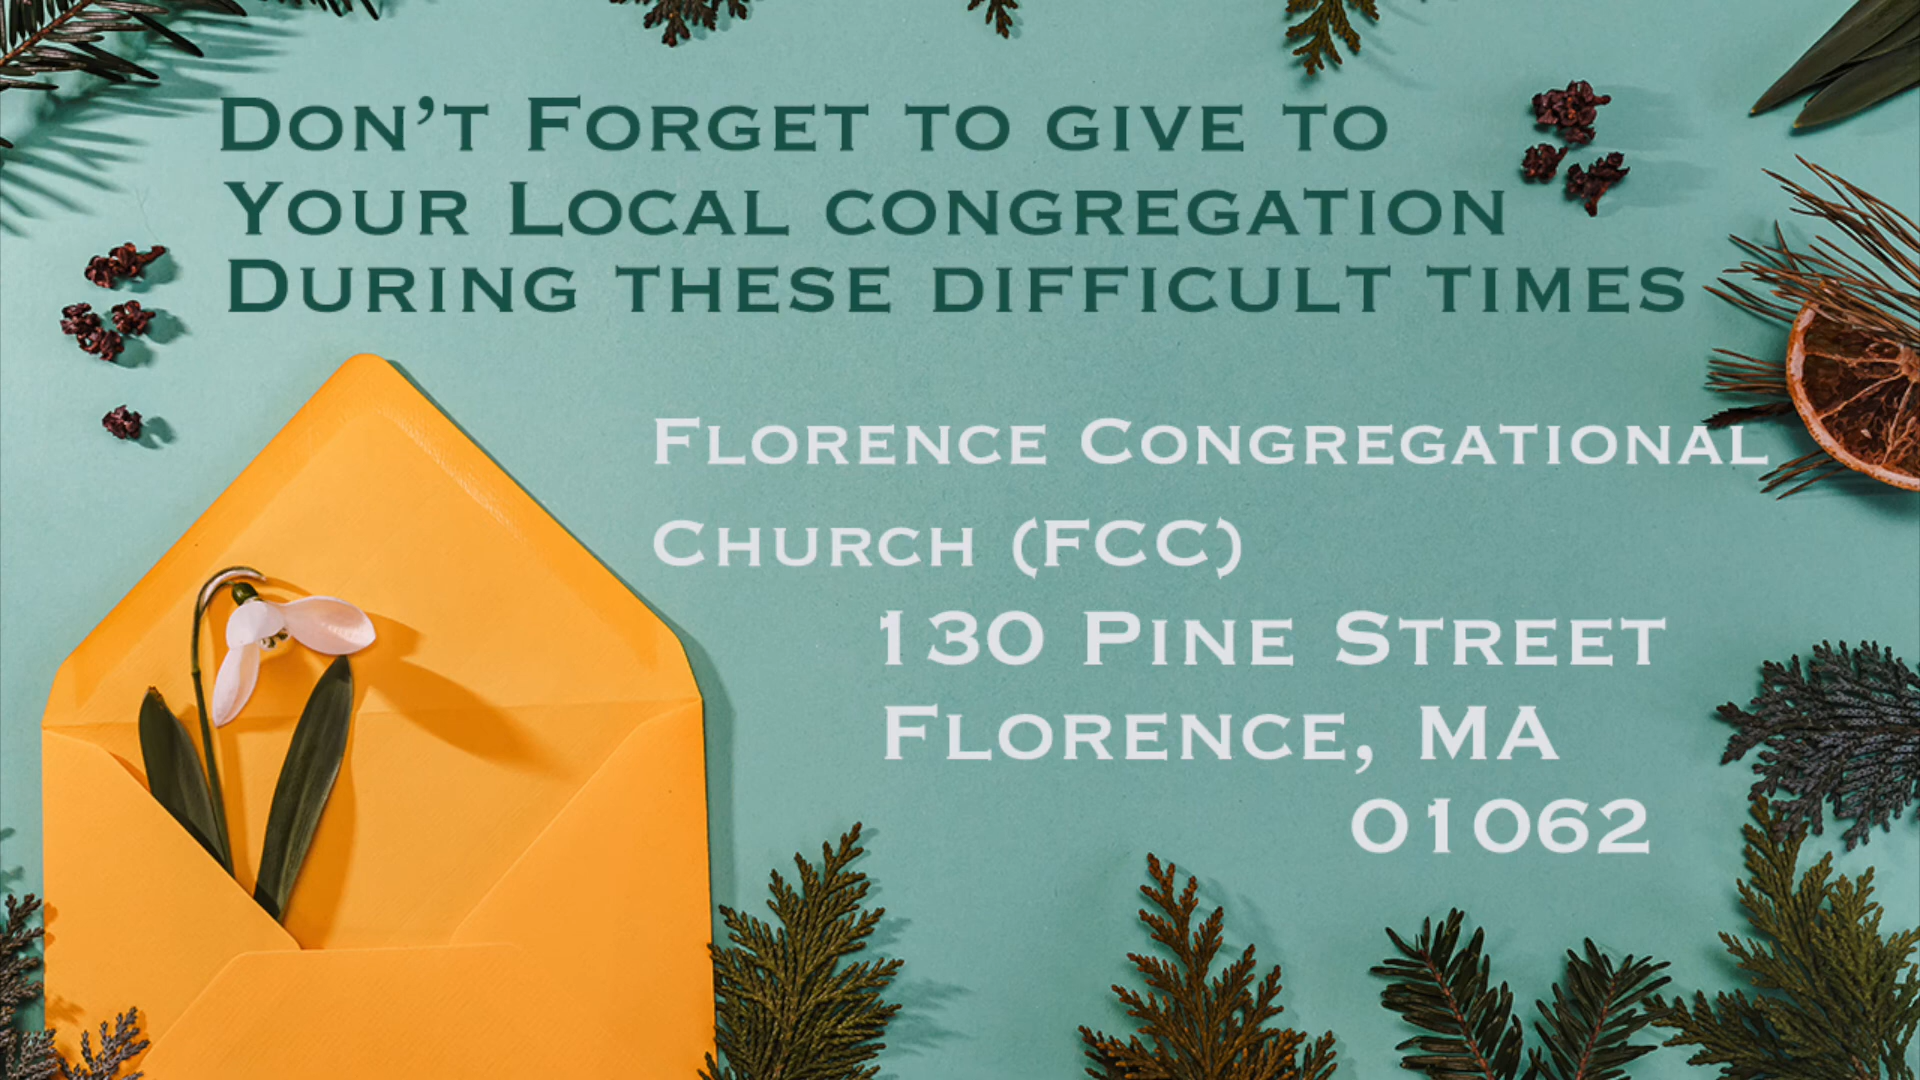 Don't Forget to give to
Your Local congregation
During these difficult times
Florence Congregational
Church (FCC)
130 Pine Street
Florence, MA
01062